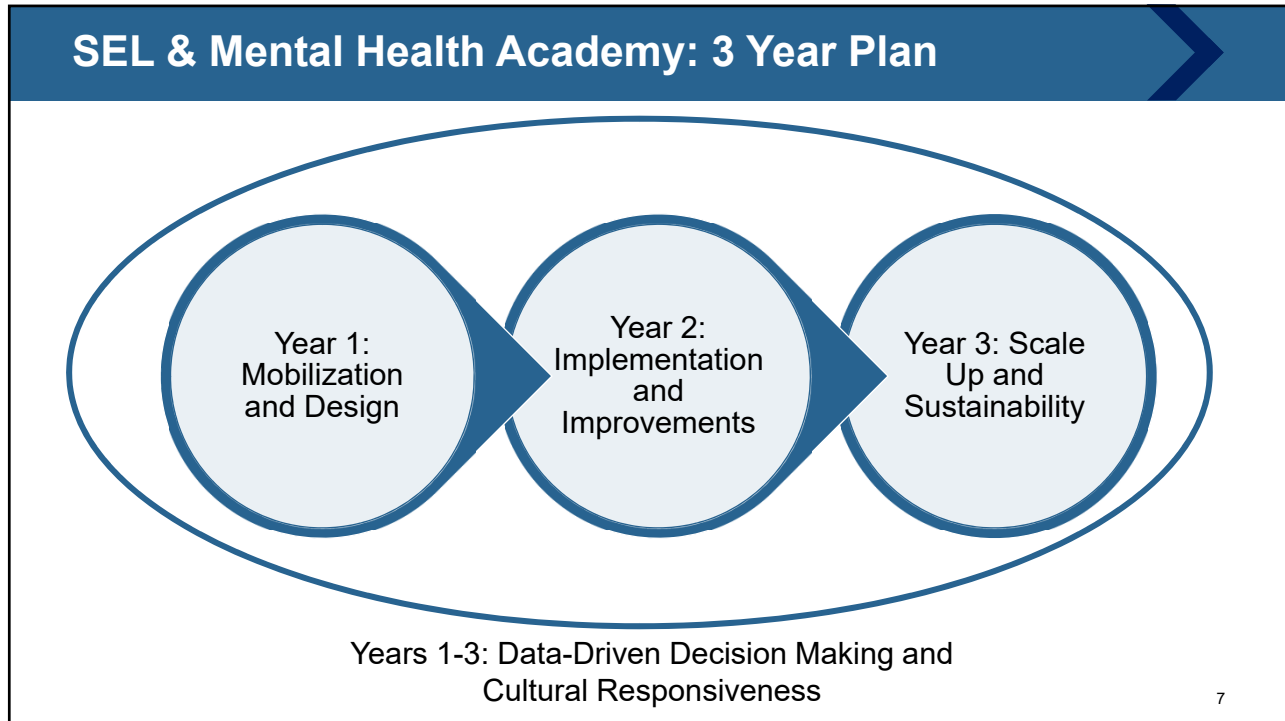 SEL & Mental Health Academy: 3 Year Plan
Year 1:
Mobilization
and Design
Year 2:
Implementation
and
Improvements
Year 3: Scale
Up and
Sustainability
Years 1-3: Data-Driven Decision Making and
Cultural Responsiveness
7